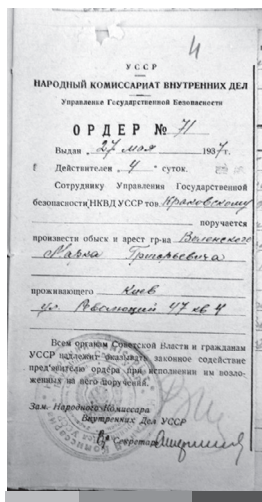 4
УССР
НАРОДНЫЙ КОМИССАРИАТ ВНУТРЕННИХ ДЕЛ
Управление Государственной Безопасности
ОРДЕР № 71
Выдан „27 мая 1937г.
Действителен „4“ суток.
Сотруднику Управления Государственной
безопасности НКВД УССР тов.
поручается
произвести обыск и арест гр-на Воленского
Марка Григорьевича
проживающего Киев
ул. Революции 47 кв 4
Всем органам Советской Власти и гражданам
УССР надлежит оказывать законное содействие
пред'явителю ордера при исполнении им возло-
женных на него поручений.
Зам. Народного Комиссара
Внутренних Дел УССР
Секретарь